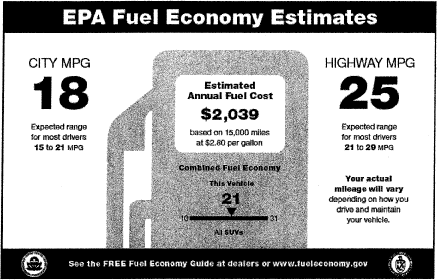 EPA Fuel Economy Estimates
CITY MPG
18
Expected range
for most drivers
15 to 21 MPG
Estimated
Annual Fuel Cost
$2,039
based on 15,000 miles
at $2.80 per gallon
Combined Fuel Economy
This Vehicle
21
10
31
All SUVs
HIGHWAY MPG
25
Expected range
for most drivers
21 to 29 MPG
Your actual
mileage will vary
depending on how you
drive and maintain
your vehicle.
See the FREE Fuel Economy Guide at dealers or www.fueleconomy.gov